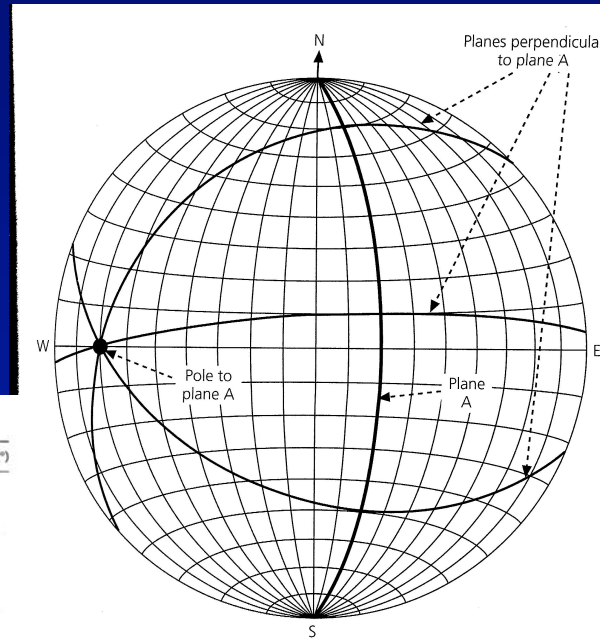 N
Planes perpendicula
to plane A
W
E
Pole to
plane A
Plane
A
S